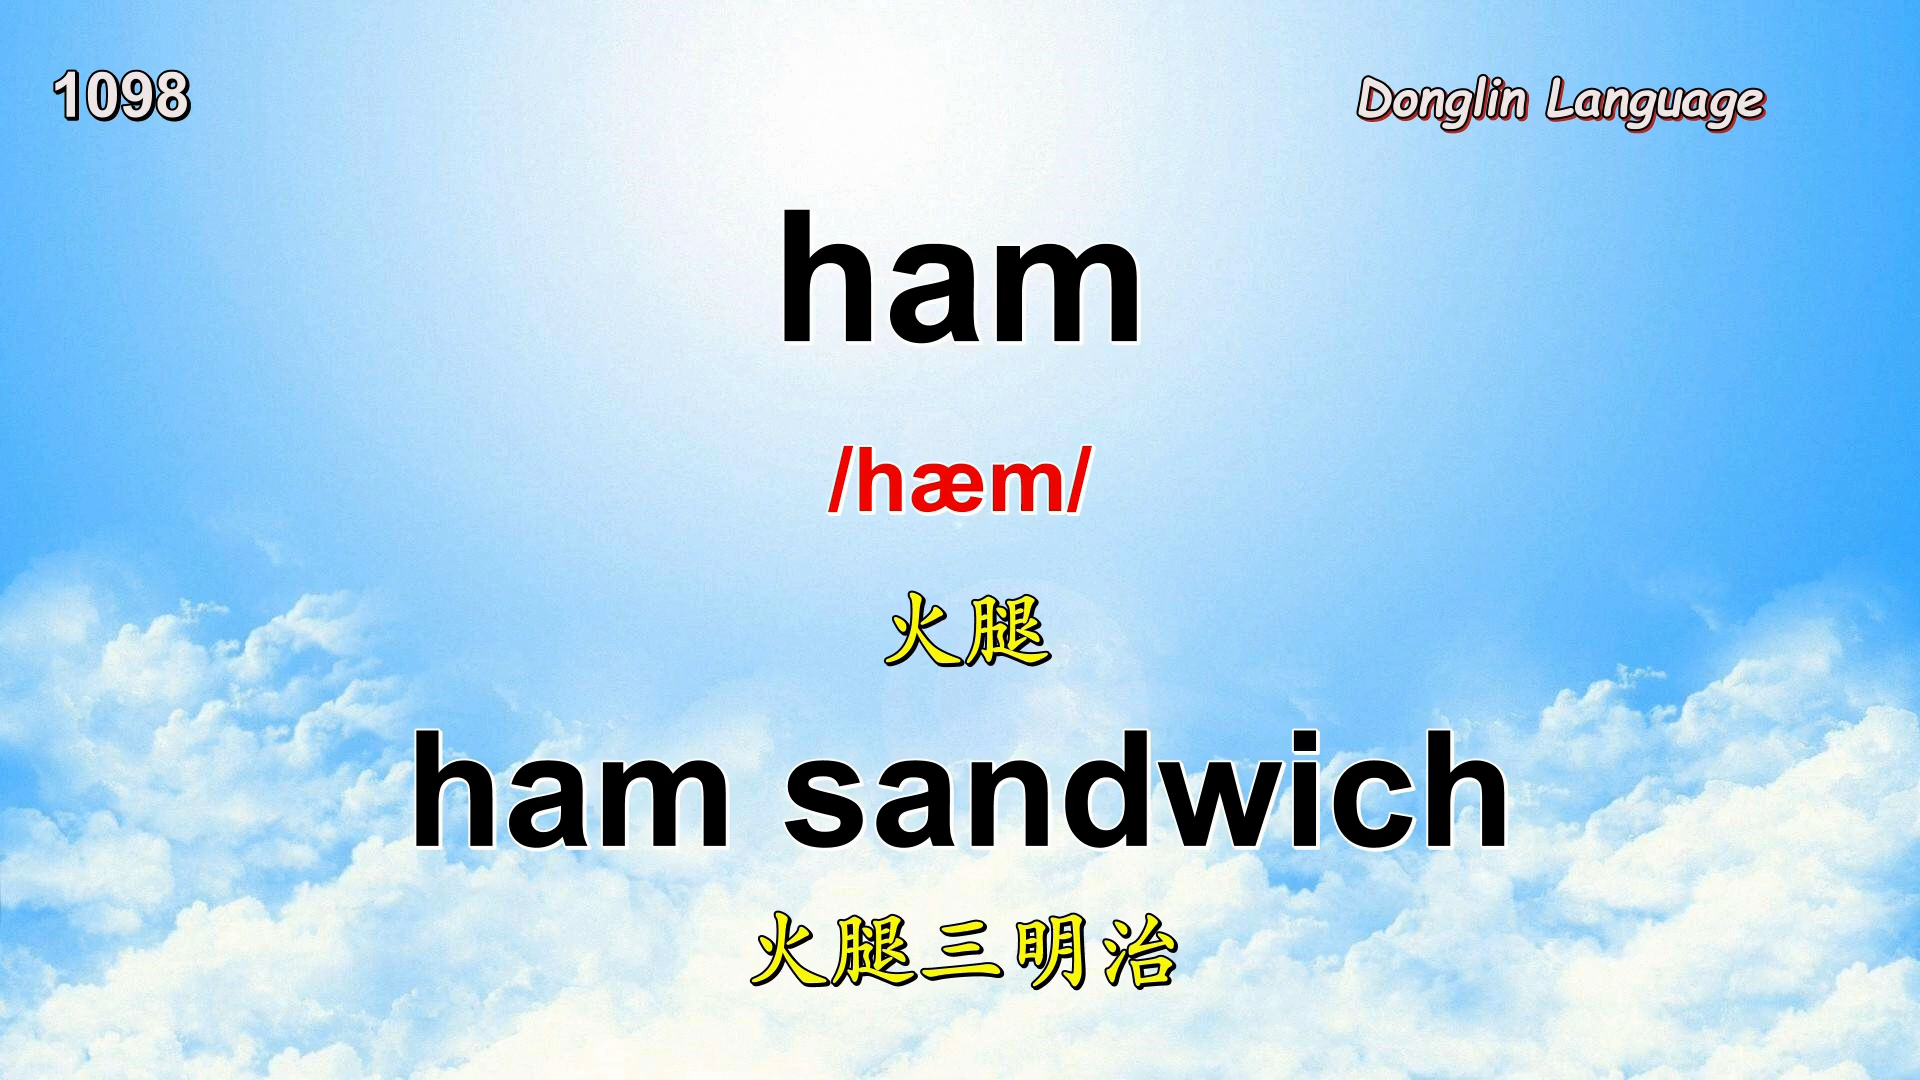 1098
Donglin Language
ham
/hæm/
火腿
ham sandwich
火腿三明治